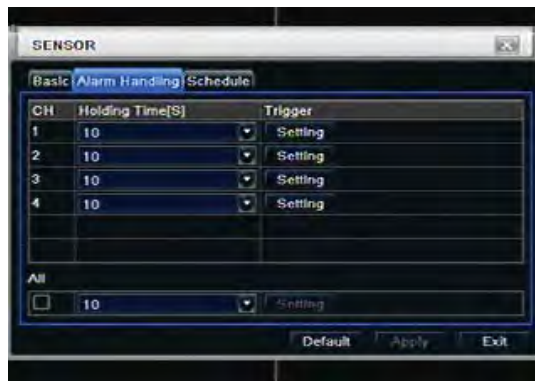 SENSOR
Basic Alarm Handling Schedule
CH Holding Time[S] Trigger
1 10 Setting
2 10 Setting
3 10 Setting
4 10 Setting
All
10 Setting
Default Apply Exit